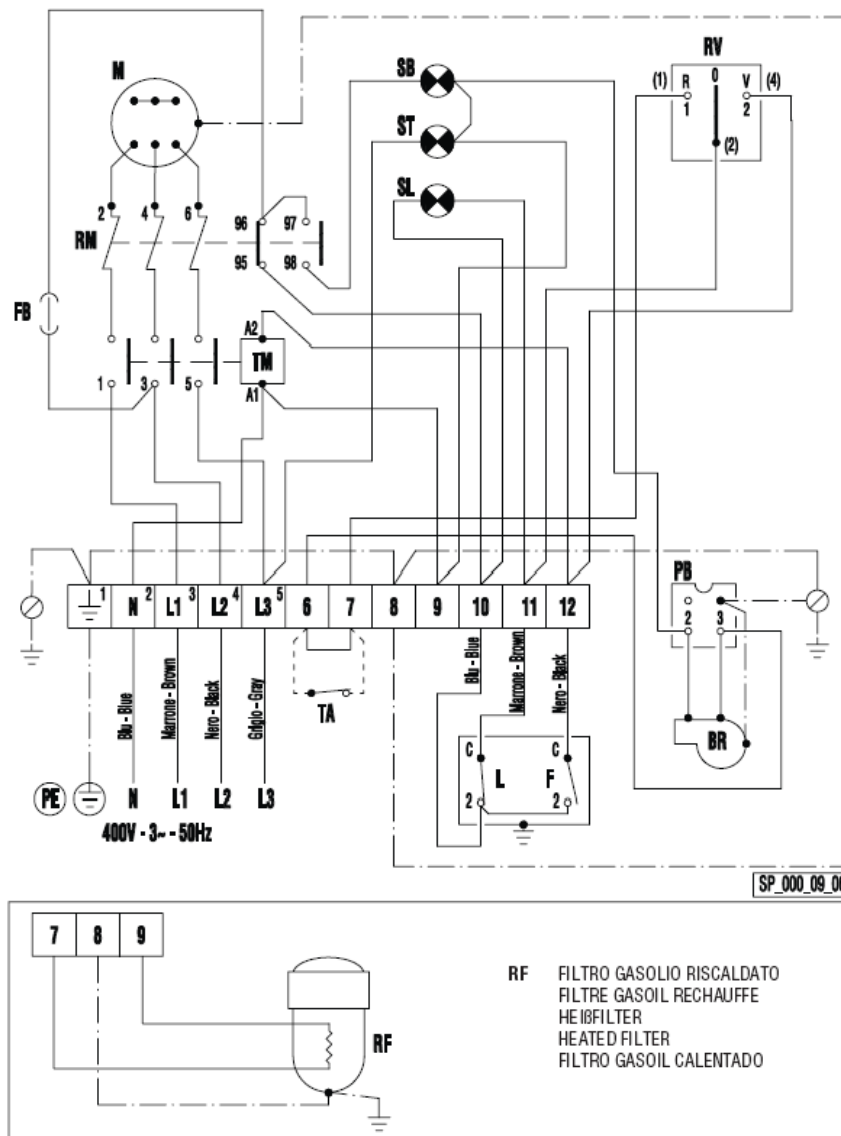 M
SB
ST
SL
RV
(1) R 0 V (4)
1 2
(2)
2 4 6
96 97
95 98
RM
FB
A2
TM
A1
1 3 5
PB
2 3
BR
1 N 2 L1 3 L2 4 L3 5 6 7 8 9 10 11 12
Blu - Blue
Marrone - Brown
Nero - Black
Grigio - Gray
TA
Blu - Blue
Marrone - Brown
Nero - Black
C L F C
2 2
PE N L1 L2 L3
400V - 3~ - 50Hz
7 8 9
RF
RF FILTRO GASOLIO RISCALDATO
FILTRE GASOIL RECHAUFFE
HEIßFILTER
HEATED FILTER
FILTRO GASOIL CALENTADO